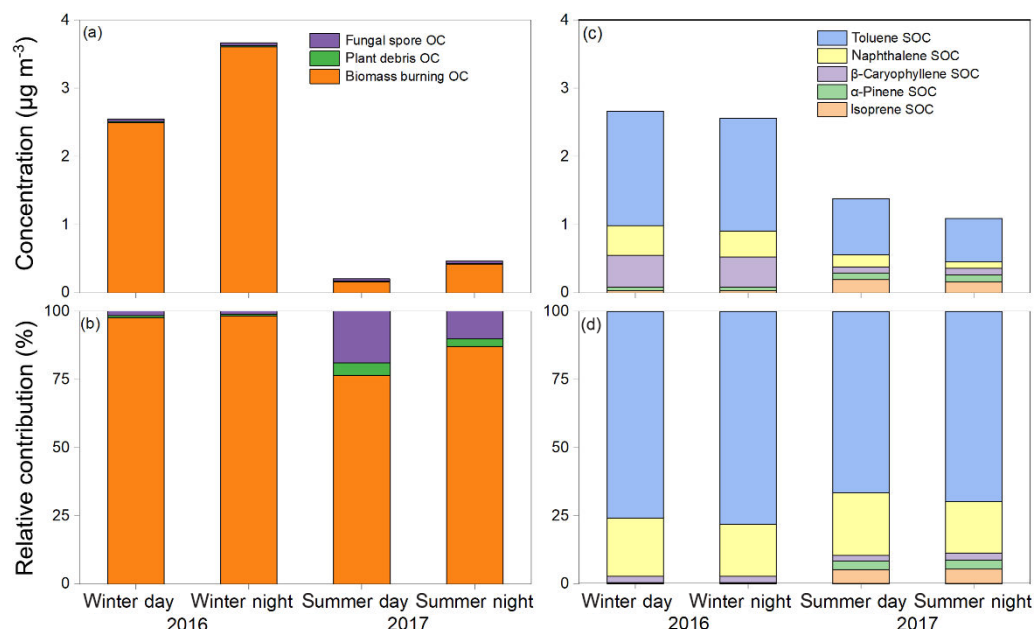 (a)
Fungal spore OC
Plant debris OC
Biomass burning OC
Concentration (μg m⁻³)
4
3
2
1
0
(c)
Toluene SOC
Naphthalene SOC
β-Caryophyllene SOC
α-Pinene SOC
Isoprene SOC
4
3
2
1
0
(b)
Relative contribution (%)
100
75
50
25
0
Winter day Winter night Summer day Summer night
2016 2017
(d)
100
75
50
25
0
Winter day Winter night Summer day Summer night
2016 2017